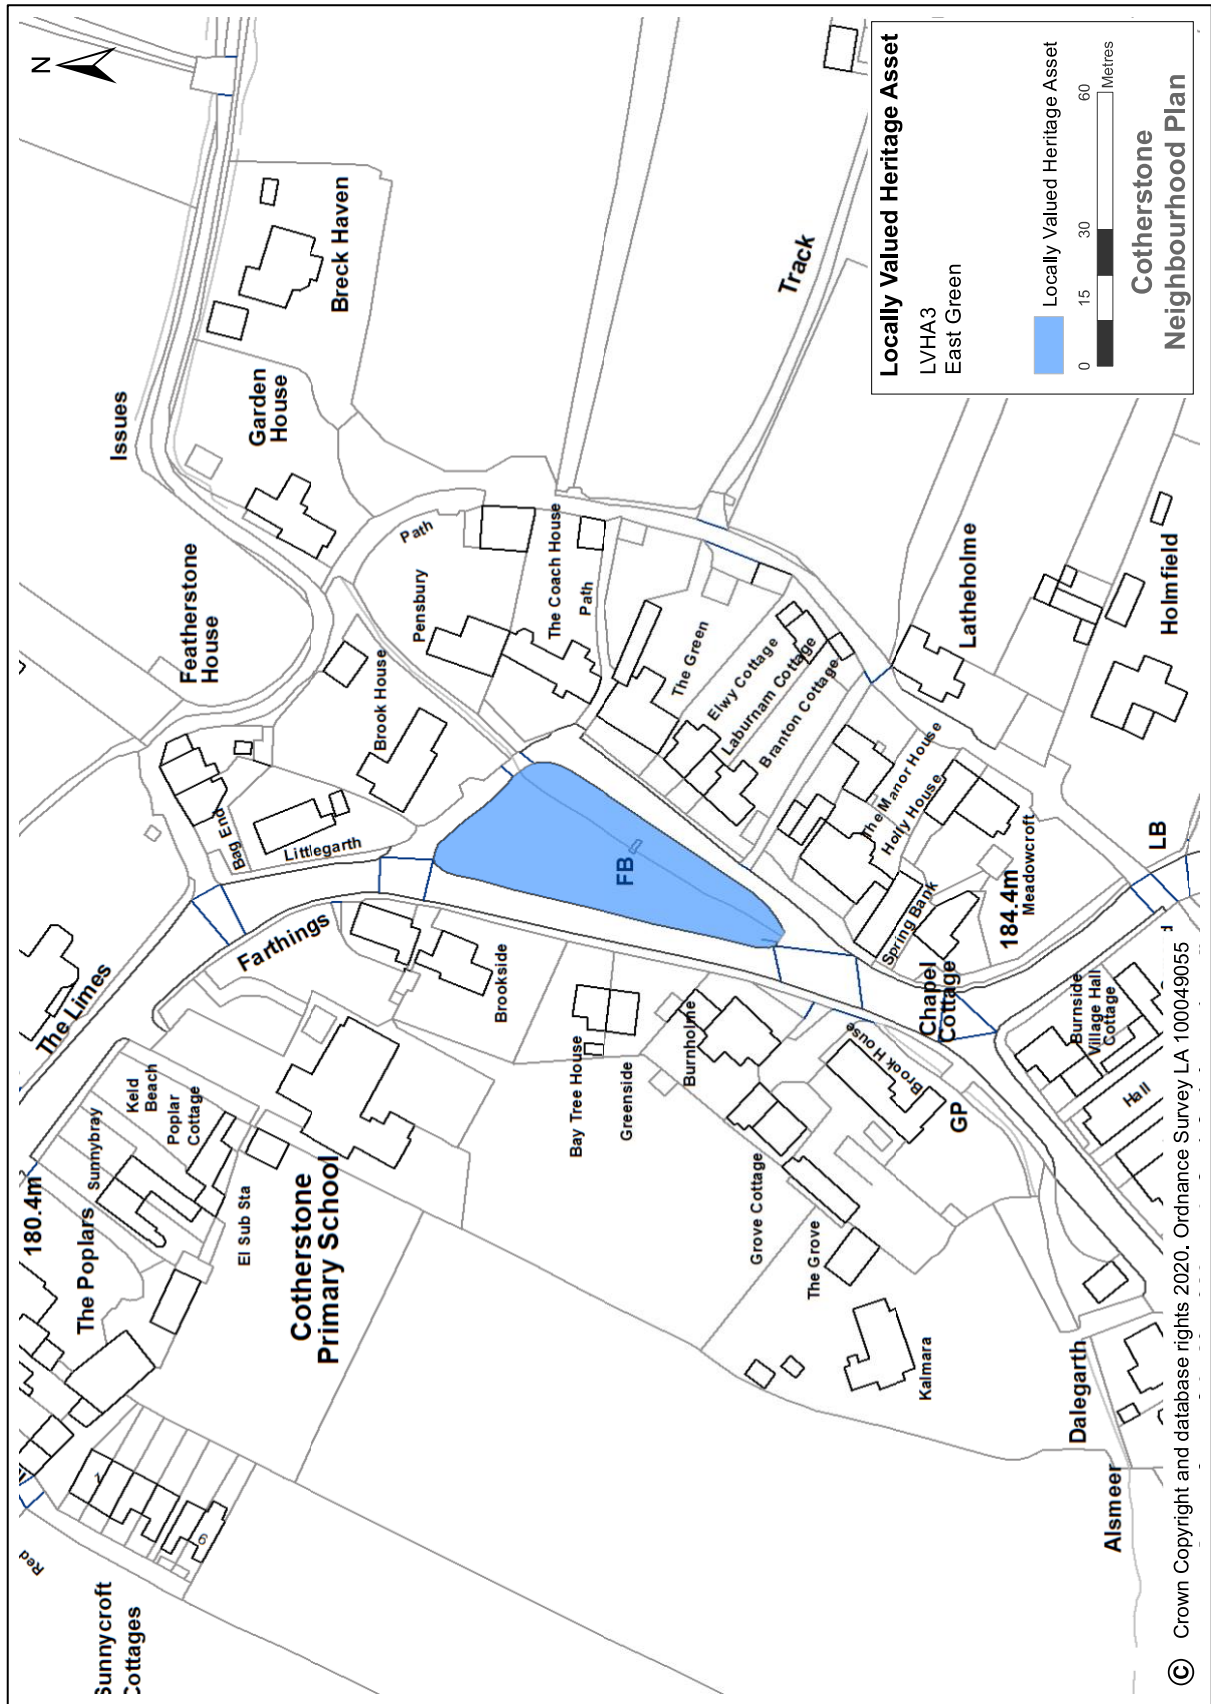 N
Issues
Breck Haven
Garden
House
Featherstone
House
Track
Path
Pensbury
The Coach House
Path
Brook House
Bag End
Littlegarth
The Green
Elwy Cottage
Laburnam Cottage
Branton Cottage
Latheholme
Holmfield
The Manor House
Holly House
Meadowcroft
184.4m
Spring Bank
LB
FB
Farthings
The Limes
Brookside
Chapel
Cottage
Burnside
Village Hall
Cottage
Hall
Bay Tree House
Greenside
Burnholme
Brook House
GP
Keld
Beach
Poplar
Cottage
Sunnybray
180.4m
The Poplars
El Sub Sta
Cotherstone
Primary School
Grove Cottage
The Grove
Kalmara
Dalegarth
Alsmeer
1
6
Red
Sunnycroft
Cottages
Locally Valued Heritage Asset
LVHA3
East Green
Locally Valued Heritage Asset
0 15 30 60
Metres
Cotherstone
Neighbourhood Plan
© Crown Copyright and database rights 2020. Ordnance Survey LA 100049055